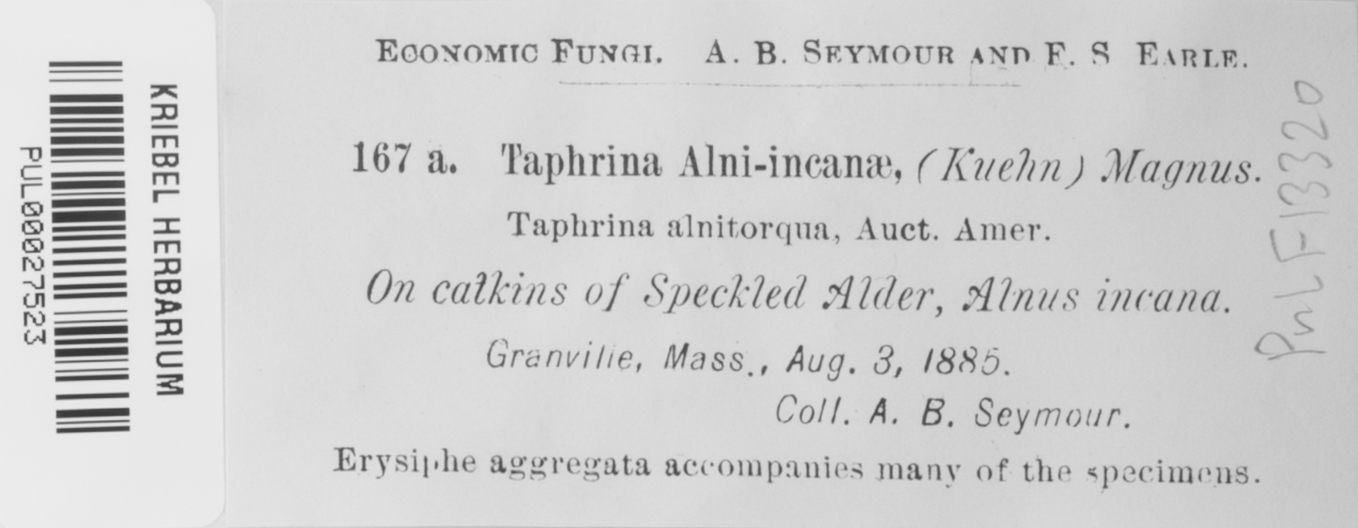 ECONOMIC FUNGI. A. B. SEYMOUR AND F. S EARLE.
167 a. Taphrina Alni-incanæ, (Kuehn) Magnus.
Taphrina alnitorqua, Auct. Amer.
On catkins of Speckled Alder, Alnus incana.
Granville, Mass., Aug. 3, 1885.
Coll. A. B. Seymour.
Erysiphe aggregata accompanies many of the specimens.
KRIEBEL HERBARIUM
PUL00027523
Pul F3320